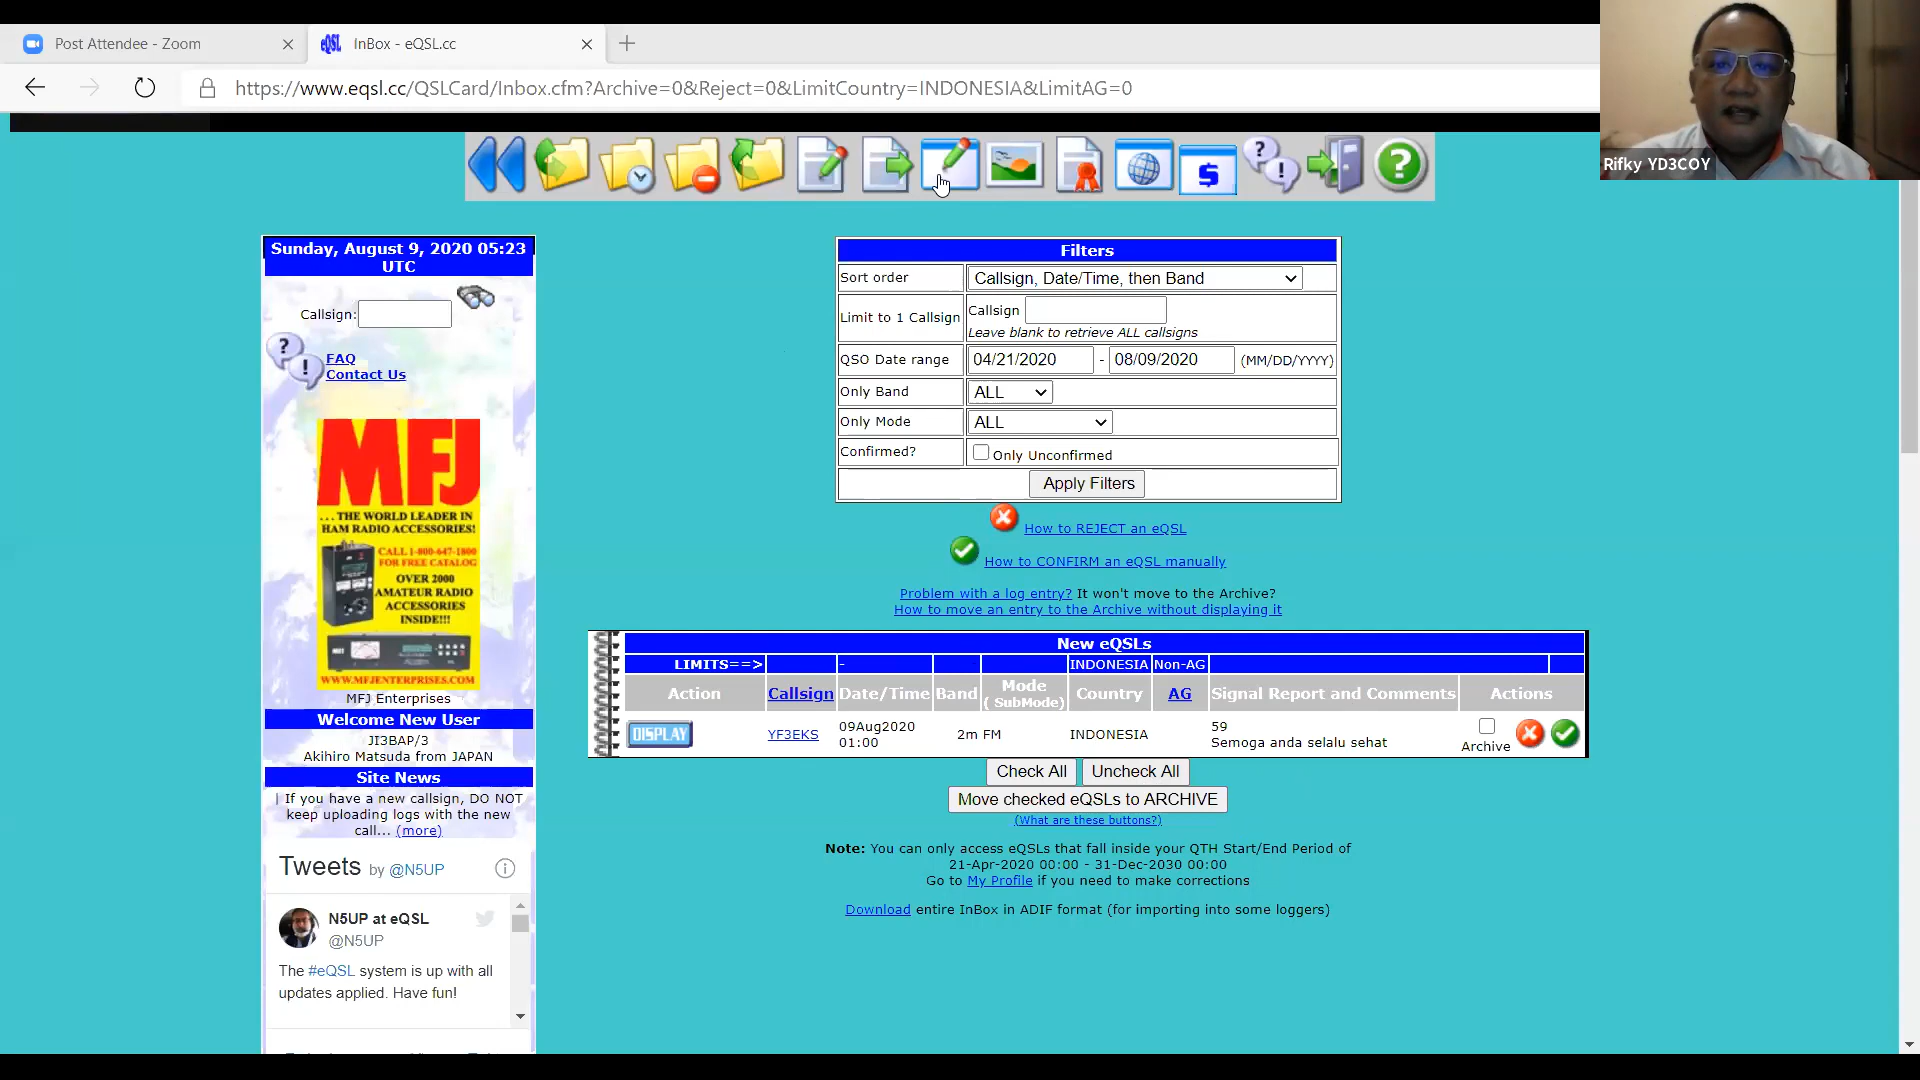 Post Attendee - Zoom
eQSL InBox - eQSL.cc
https://www.eqsl.cc/QSLCard/Inbox.cfm?Archive=0&Reject=0&LimitCountry=INDONESIA&LimitAG=0
Rifky YD3COY
Sunday, August 9, 2020 05:23
UTC
Callsign:
FAQ
Contact Us
MFJ
. . . THE WORLD LEADER IN
HAM RADIO ACCESSORIES!
CALL 1-800-647-1800
FOR FREE CATALOG
OVER 2000
AMATEUR RADIO
ACCESSORIES
INSIDE!!!
WWW.MFJENTERPRISES.COM
MFJ Enterprises
Welcome New User
JI3BAP/3
Akihiro Matsuda from JAPAN
Site News
| If you have a new callsign, DO NOT
keep uploading logs with the new
call... (more)
Tweets by @N5UP
N5UP at eQSL
@N5UP
The #eQSL system is up with all
updates applied. Have fun!
Filters
Sort order Callsign, Date/Time, then Band
Limit to 1 Callsign Callsign
Leave blank to retrieve ALL callsigns
QSO Date range 04/21/2020 - 08/09/2020 (MM/DD/YYYY)
Only Band ALL
Only Mode ALL
Confirmed? Only Unconfirmed
Apply Filters
How to REJECT an eQSL
How to CONFIRM an eQSL manually
Problem with a log entry? It won't move to the Archive?
How to move an entry to the Archive without displaying it
New eQSLs
LIMITS==> - INDONESIA Non-AG
Action Callsign Date/Time Band Mode ( SubMode) Country AG Signal Report and Comments Actions
DISPLAY YF3EKS 09Aug2020 01:00 2m FM INDONESIA 59
Semoga anda selalu sehat
Archive
Check All Uncheck All
Move checked eQSLs to ARCHIVE
(What are these buttons?)
Note: You can only access eQSLs that fall inside your QTH Start/End Period of
21-Apr-2020 00:00 - 31-Dec-2030 00:00
Go to My Profile if you need to make corrections
Download entire InBox in ADIF format (for importing into some loggers)